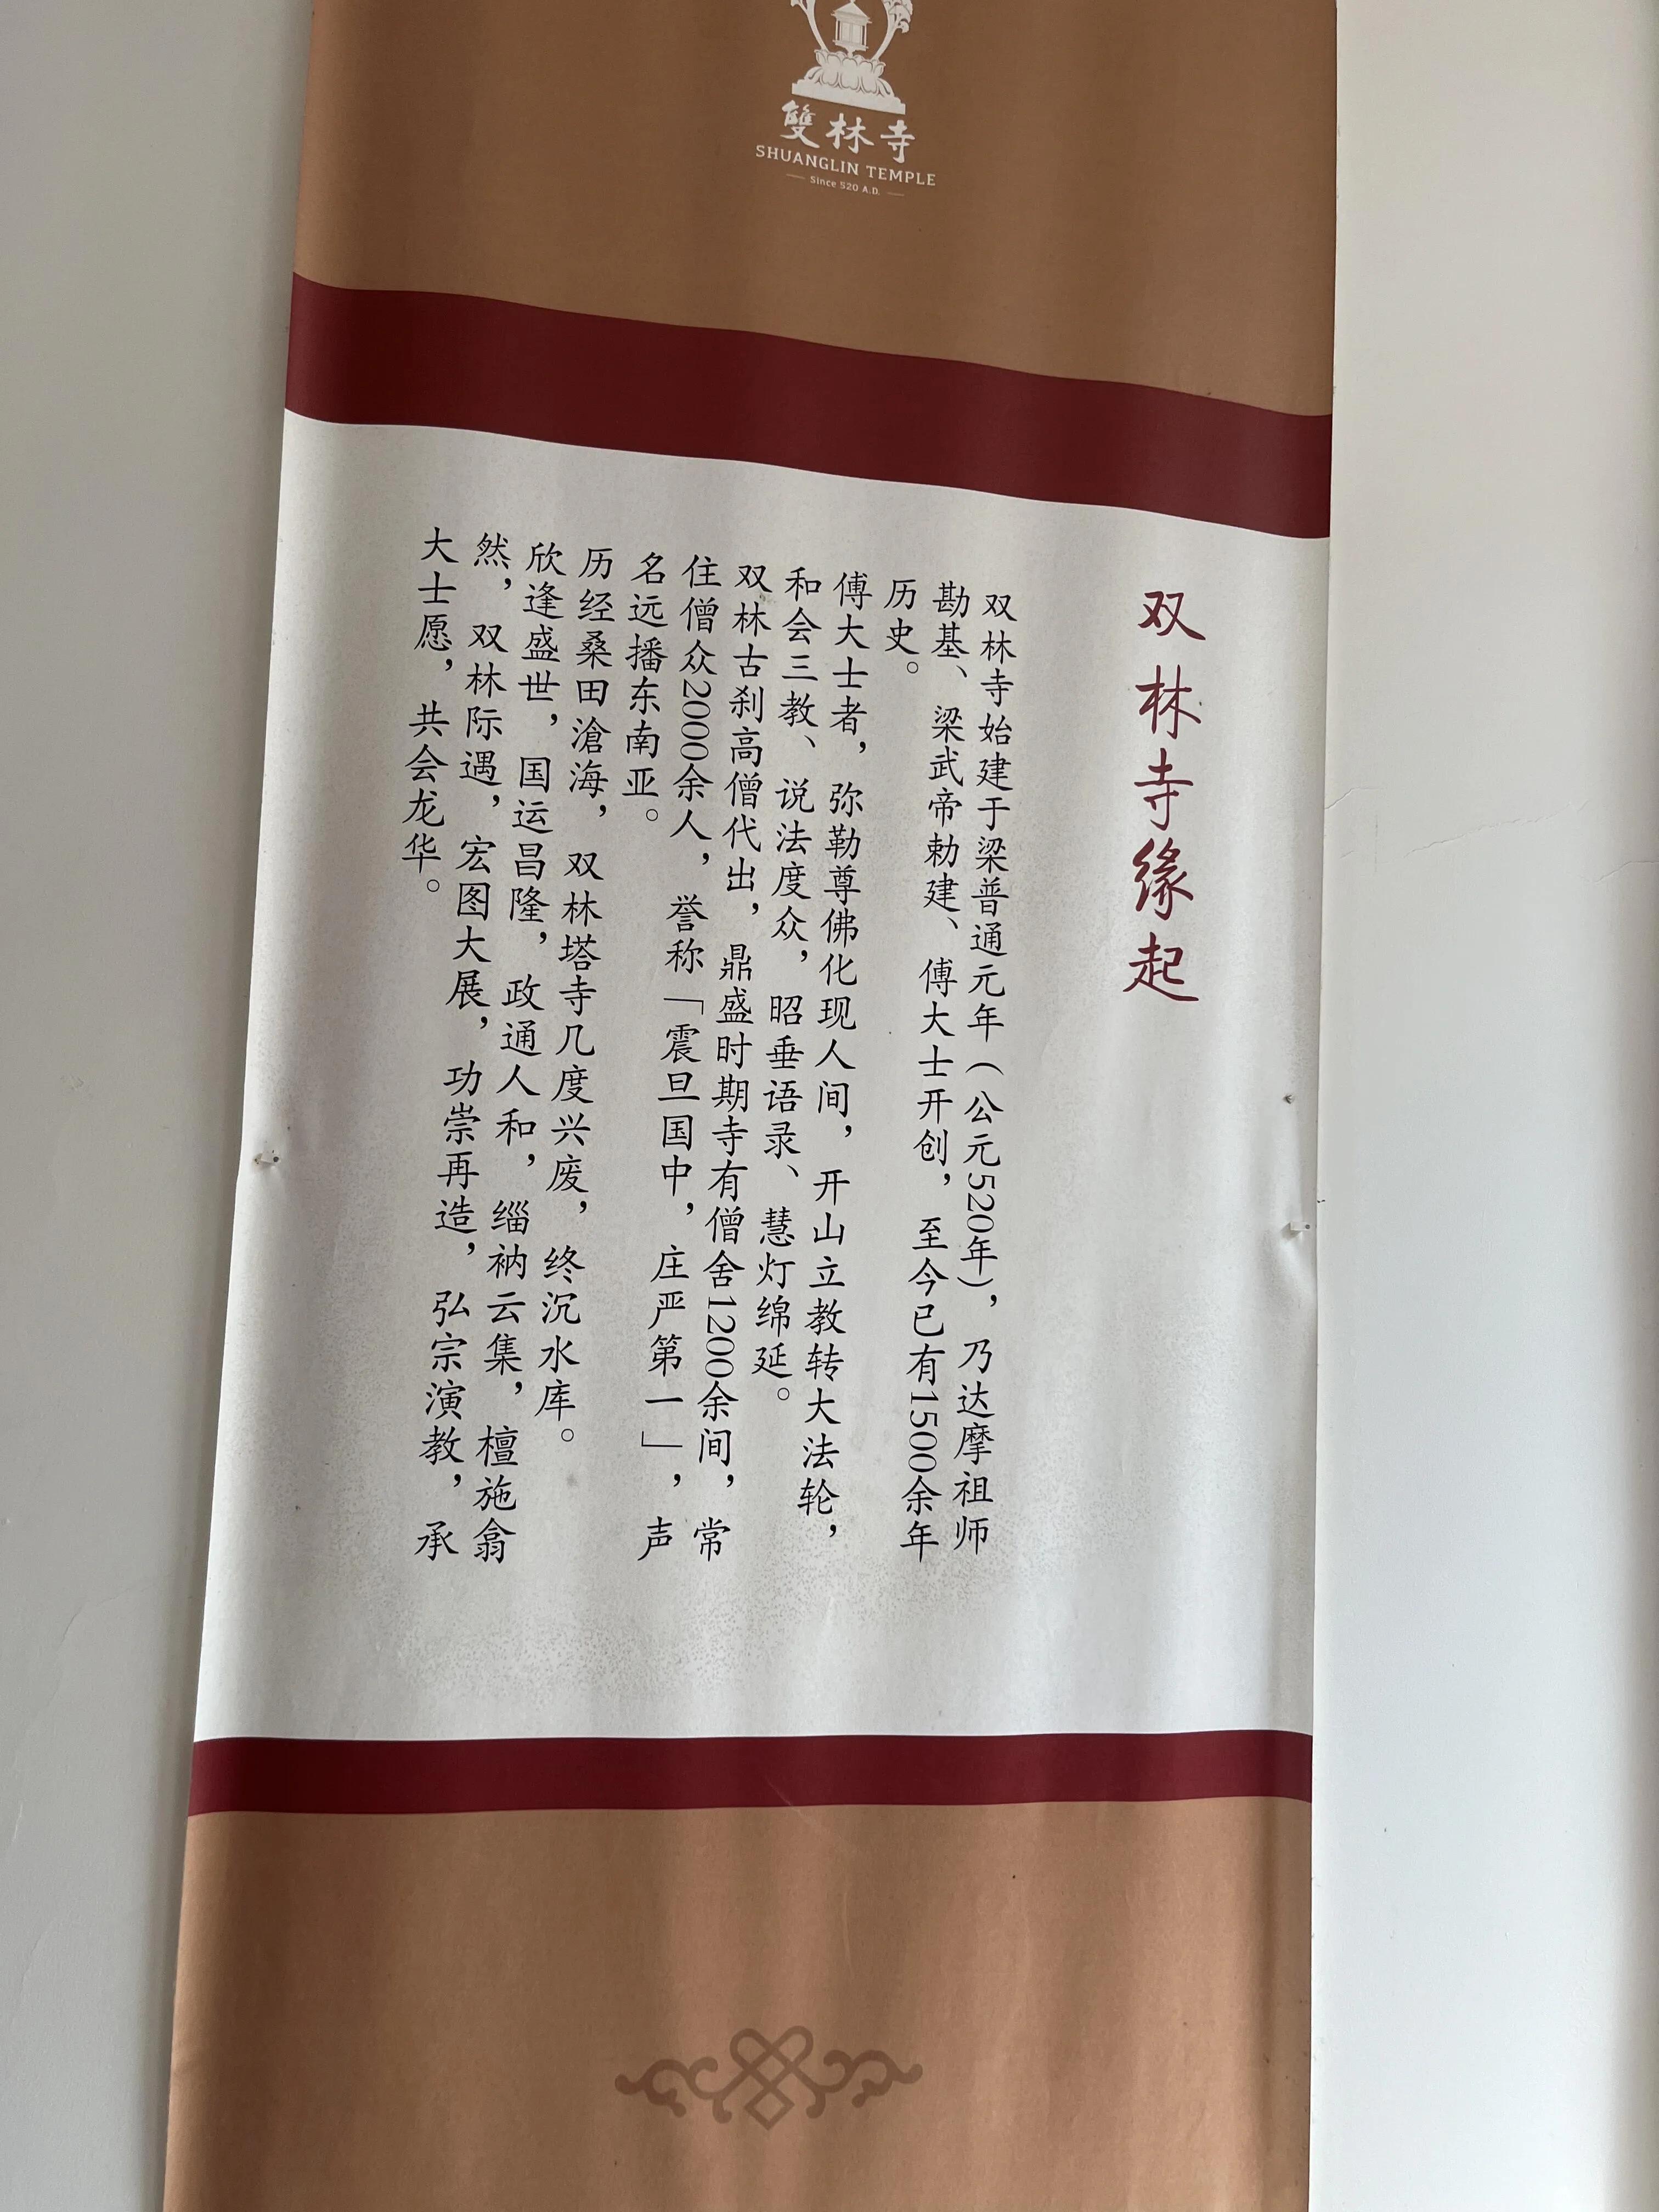 雙林寺
SHUANGLIN TEMPLE
Since 520 A.D.
双林寺缘起
双林寺始建于梁普通元年（公元520年），乃达摩祖师
勘基、梁武帝勅建、傅大士开创，至今已有1500余年
历史。
傅大士者，弥勒尊佛化现人间，开山立教转大法轮，
和会三教、说法度众，昭垂语录、慧灯绵延。
双林古刹高僧代出，鼎盛时期寺有僧舍1200余间，常
住僧众2000余人，誉称「震旦国中，庄严第一」，声
名远播东南亚。
历经桑田滄海，双林塔寺几度兴废，终沉水库。
欣逢盛世，国运昌隆，政通人和，缁衲云集，檀施翕
然，双林际遇，宏图大展，功崇再造，弘宗演教，承
大士愿，共会龙华。